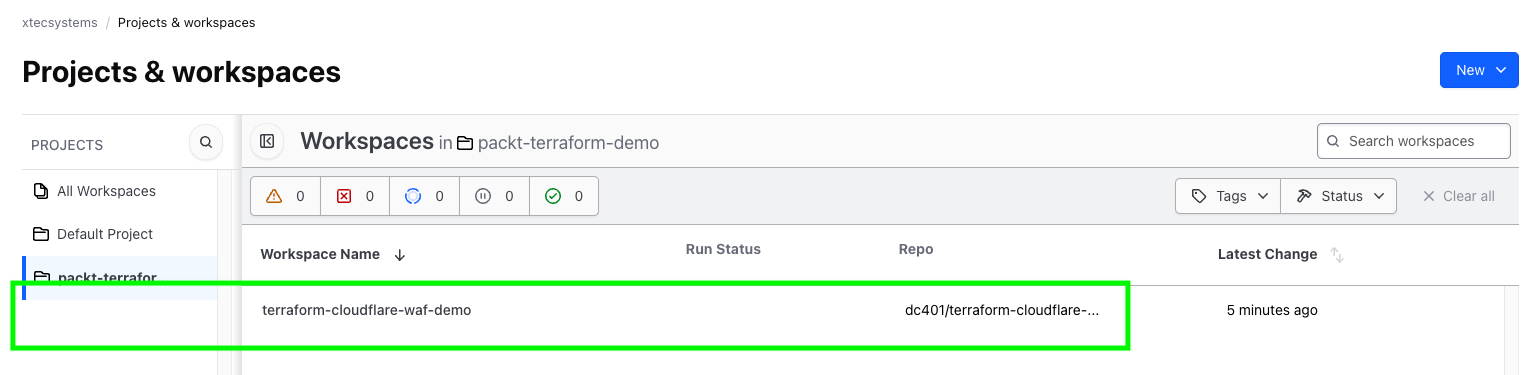 xtecsystems / Projects & workspaces
Projects & workspaces
New
PROJECTS
Workspaces in packt-terraform-demo
Search workspaces
All Workspaces
0 0 0 0 0
Tags Status Clear all
Default Project
Workspace Name Run Status Repo Latest Change
packt-terrafor
terraform-cloudflare-waf-demo dc401/terraform-cloudflare-... 5 minutes ago